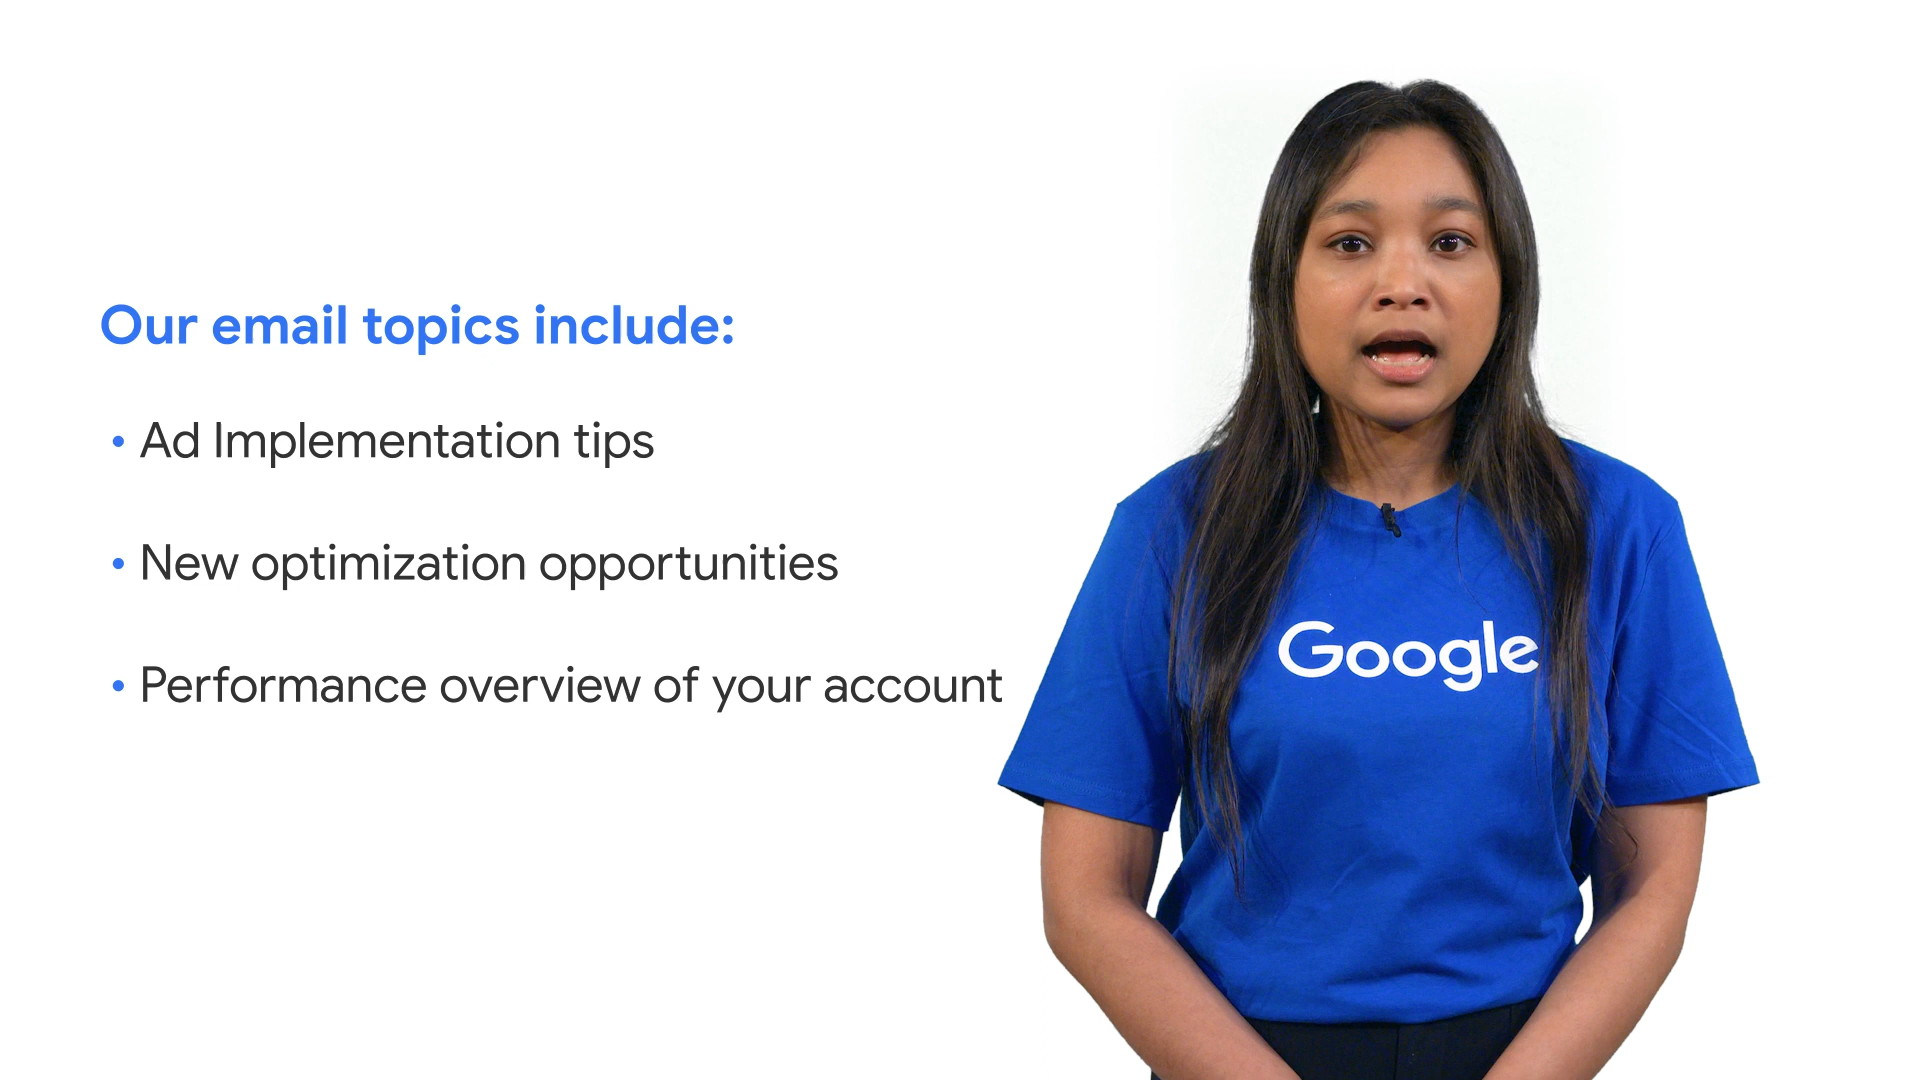 Our email topics include:
• Ad Implementation tips
• New optimization opportunities
• Performance overview of your account
Google